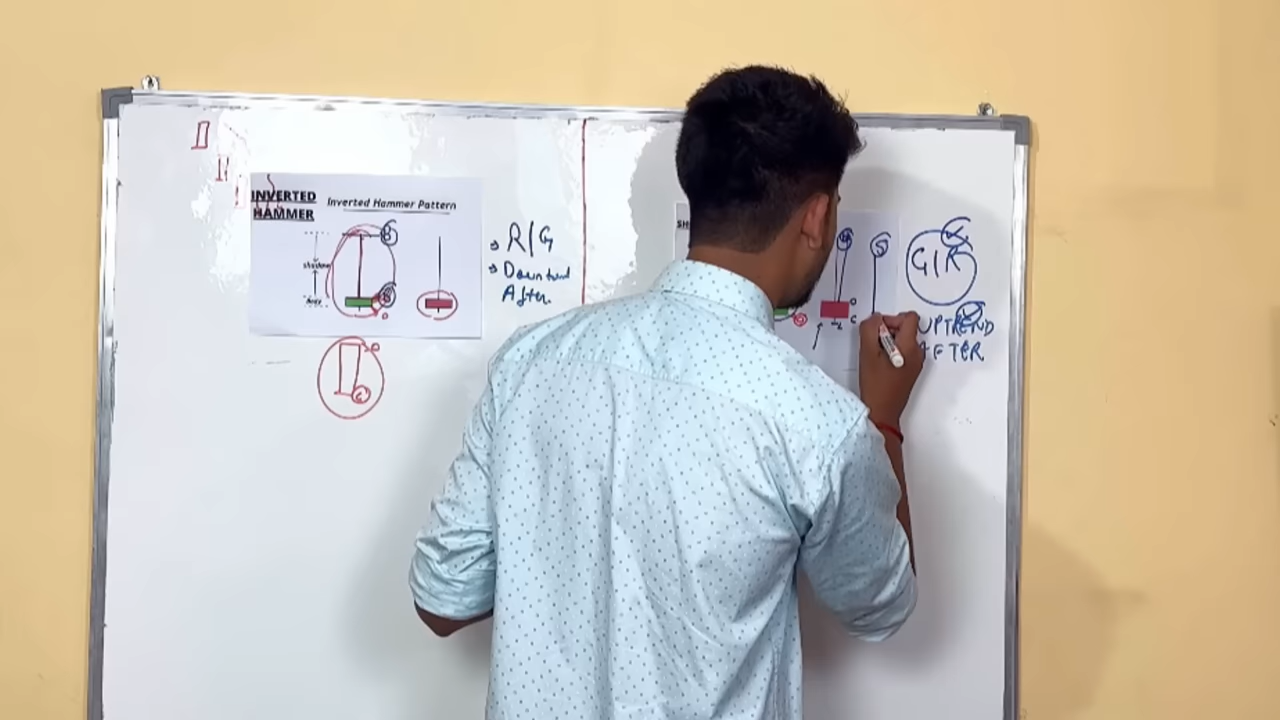 INVERTED
HAMMER
Inverted Hammer Pattern
Shadow
Body
R/G
Downtrend
After
SH
G/R
UPTREND
AFTER